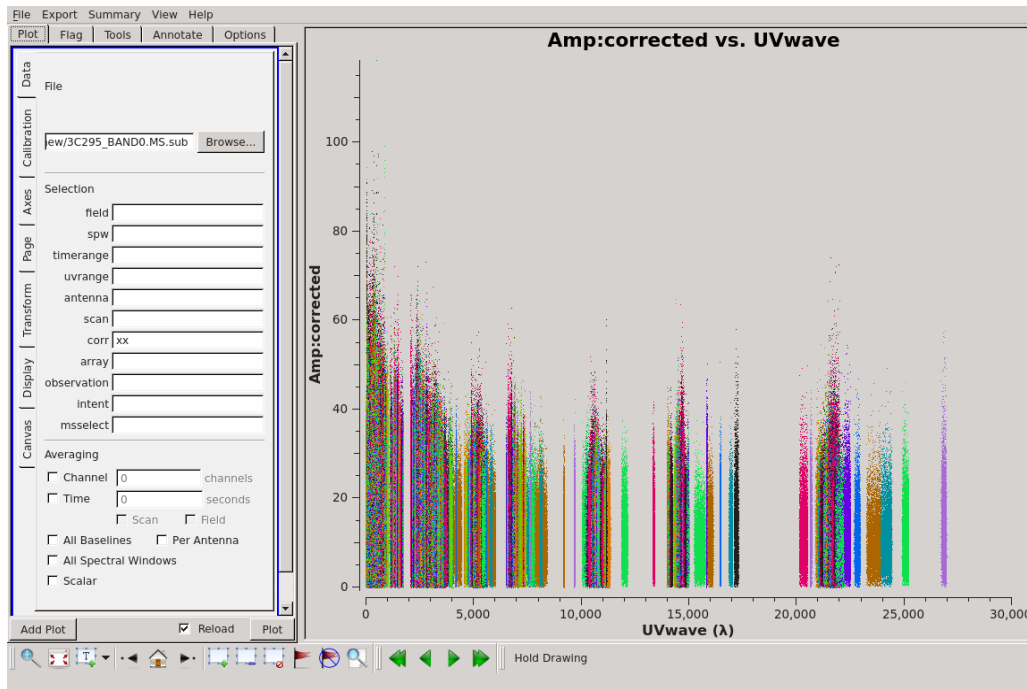 File Export Summary View Help
Plot Flag Tools Annotate Options
Data
Calibration
Axes
Page
Transform
Display
Canvas
File
ew/3C295_BAND0.MS.sub Browse...
Selection
field
spw
timerange
uvrange
antenna
scan
corr xx
array
observation
intent
msselect
Averaging
Channel 0 channels
Time 0 seconds
Scan Field
All Baselines Per Antenna
All Spectral Windows
Scalar
Add Plot Reload Plot
Amp:corrected vs. UVwave
Amp:corrected
100
80
60
40
20
0
0 5,000 10,000 15,000 20,000 25,000 30,000
UVwave (λ)
T
Hold Drawing